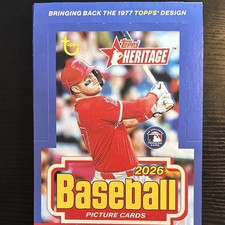 BRINGING BACK THE 1977 TOPPS® DESIGN
Topps
HERITAGE
2026
Baseball
PICTURE CARDS